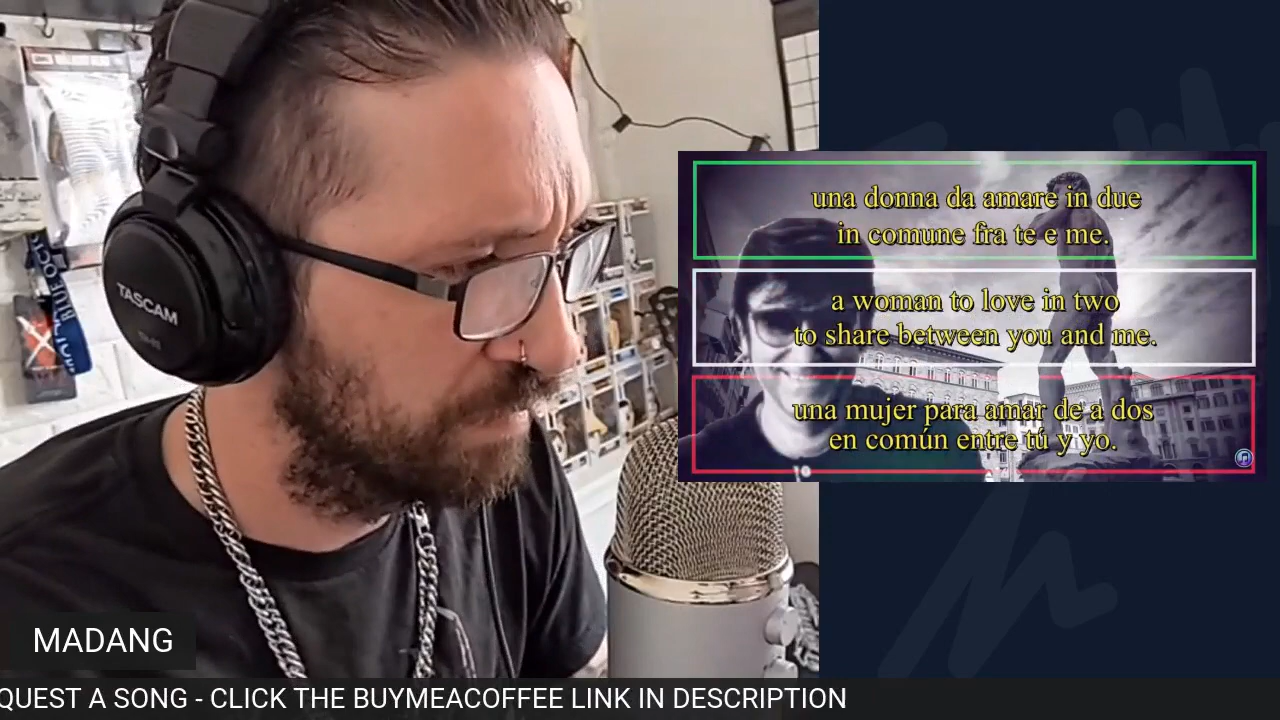 TASCAM
una donna da amare in due
in comune fra te e me.
a woman to love in two
to share between you and me.
una mujer para amar de a dos
en común entre tú y yo.
MADANG
QUEST A SONG - CLICK THE BUYMEACOFFEE LINK IN DESCRIPTION